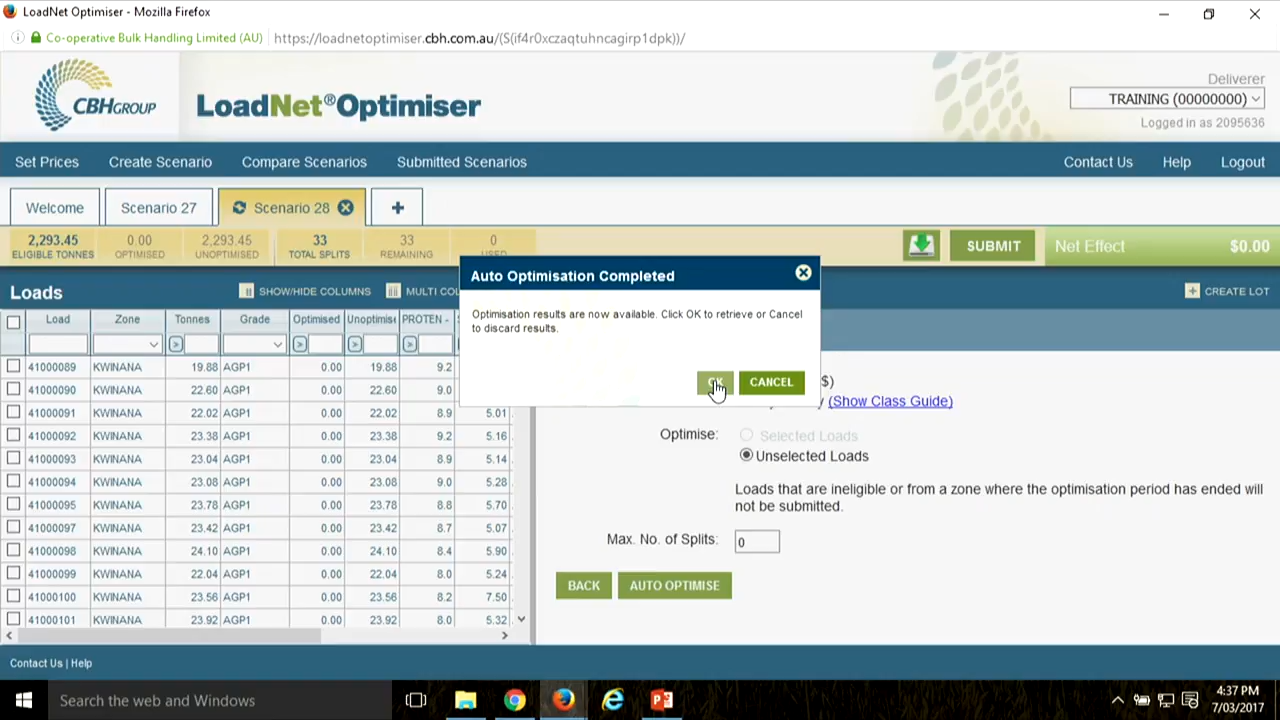 LoadNet Optimiser - Mozilla Firefox
Co-operative Bulk Handling Limited (AU) https://loadnetoptimiser.cbh.com.au/(S(if4r0xczaqtuhncagirp1dpk))/
CBHGROUP
LoadNet®Optimiser
Deliverer
TRAINING (00000000)
Logged in as 2095636
Set Prices Create Scenario Compare Scenarios Submitted Scenarios Contact Us Help Logout
Welcome Scenario 27 Scenario 28 +
2,293.45 0.00 2,293.45 33 33 0
ELIGIBLE TONNES OPTIMISED UNOPTIMISED TOTAL SPLITS REMAINING USED
SUBMIT Net Effect $0.00
Auto Optimisation Completed
Optimisation results are now available. Click OK to retrieve or Cancel
to discard results.
OK CANCEL
Loads SHOW/HIDE COLUMNS MULTI COL CREATE LOT
Load Zone Tonnes Grade Optimised Unoptimise PROTEN -
41000089 KWINANA 19.88 AGP1 0.00 19.88 9.2
41000090 KWINANA 22.60 AGP1 0.00 22.60 9.0
41000091 KWINANA 22.02 AGP1 0.00 22.02 8.9 5.01
41000092 KWINANA 23.38 AGP1 0.00 23.38 9.2 5.16
41000093 KWINANA 23.04 AGP1 0.00 23.04 8.9 5.14
41000094 KWINANA 23.08 AGP1 0.00 23.08 9.0 5.28
41000095 KWINANA 23.78 AGP1 0.00 23.78 8.8 5.70
41000097 KWINANA 23.42 AGP1 0.00 23.42 8.7 5.07
41000098 KWINANA 24.10 AGP1 0.00 24.10 8.4 5.90
41000099 KWINANA 22.04 AGP1 0.00 22.04 8.0 5.24
41000100 KWINANA 23.56 AGP1 0.00 23.56 8.2 7.50
41000101 KWINANA 23.92 AGP1 0.00 23.92 8.0 5.32
$)
(Show Class Guide)
Optimise: Selected Loads
Unselected Loads
Loads that are ineligible or from a zone where the optimisation period has ended will
not be submitted.
Max. No. of Splits: 0
BACK AUTO OPTIMISE
Contact Us | Help
Search the web and Windows
4:37 PM
7/03/2017